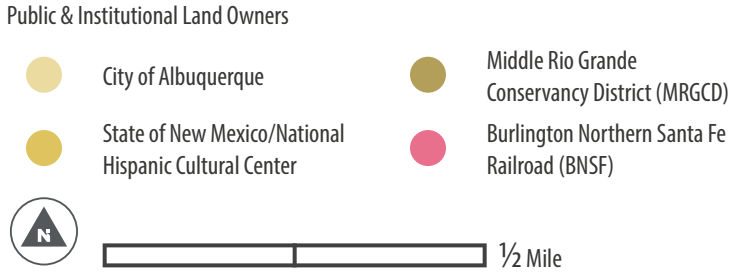 Public & Institutional Land Owners
City of Albuquerque
State of New Mexico/National
Hispanic Cultural Center
Middle Rio Grande
Conservancy District (MRGCD)
Burlington Northern Santa Fe
Railroad (BNSF)
N
½ Mile